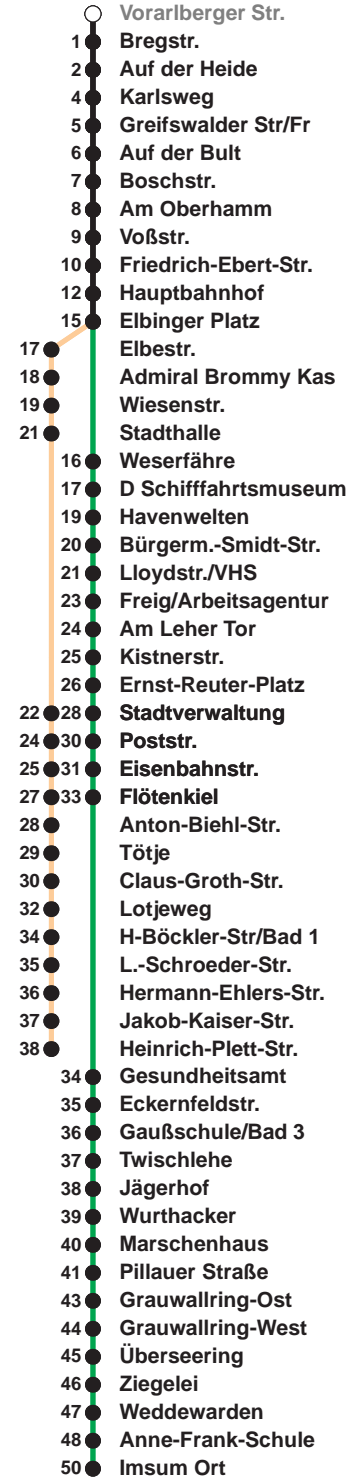 Vorarlberger Str.
1 Bregstr.
2 Auf der Heide
4 Karlsweg
5 Greifswalder Str/Fr
6 Auf der Bult
7 Boschstr.
8 Am Oberhamm
9 Voßstr.
10 Friedrich-Ebert-Str.
12 Hauptbahnhof
15 Elbinger Platz
17 Elbestr.
18 Admiral Brommy Kas
19 Wiesenstr.
21 Stadthalle
16 Weserfähre
17 D Schifffahrtsmuseum
19 Havenwelten
20 Bürgerm.-Smidt-Str.
21 Lloydstr./VHS
23 Freig/Arbeitsagentur
24 Am Leher Tor
25 Kistnerstr.
26 Ernst-Reuter-Platz
22 28 Stadtverwaltung
24 30 Poststr.
25 31 Eisenbahnstr.
27 33 Flötenkiel
28 Anton-Biehl-Str.
29 Tötje
30 Claus-Groth-Str.
32 Lotjeweg
34 H-Böckler-Str/Bad 1
35 L.-Schroeder-Str.
36 Hermann-Ehlers-Str.
37 Jakob-Kaiser-Str.
38 Heinrich-Plett-Str.
34 Gesundheitsamt
35 Eckernfeldstr.
36 Gaußschule/Bad 3
37 Twischlehe
38 Jägerhof
39 Wurthacker
40 Marschenhaus
41 Pillauer Straße
43 Grauwallring-Ost
44 Grauwallring-West
45 Überseering
46 Ziegelei
47 Weddewarden
48 Anne-Frank-Schule
50 Imsum Ort